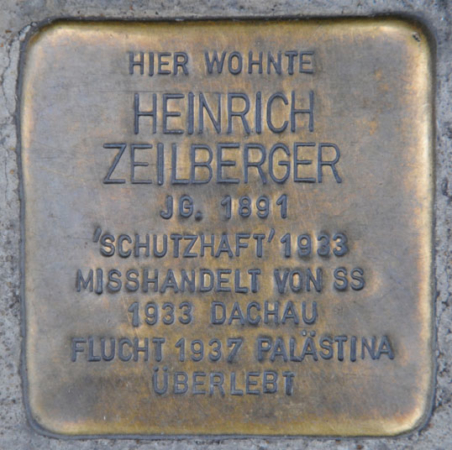 HIER WOHNTE
HEINRICH
ZEILBERGER
JG. 1891
'SCHUTZHAFT' 1933
MISSHANDELT VON SS
1933 DACHAU
FLUCHT 1937 PALÄSTINA
ÜBERLEBT